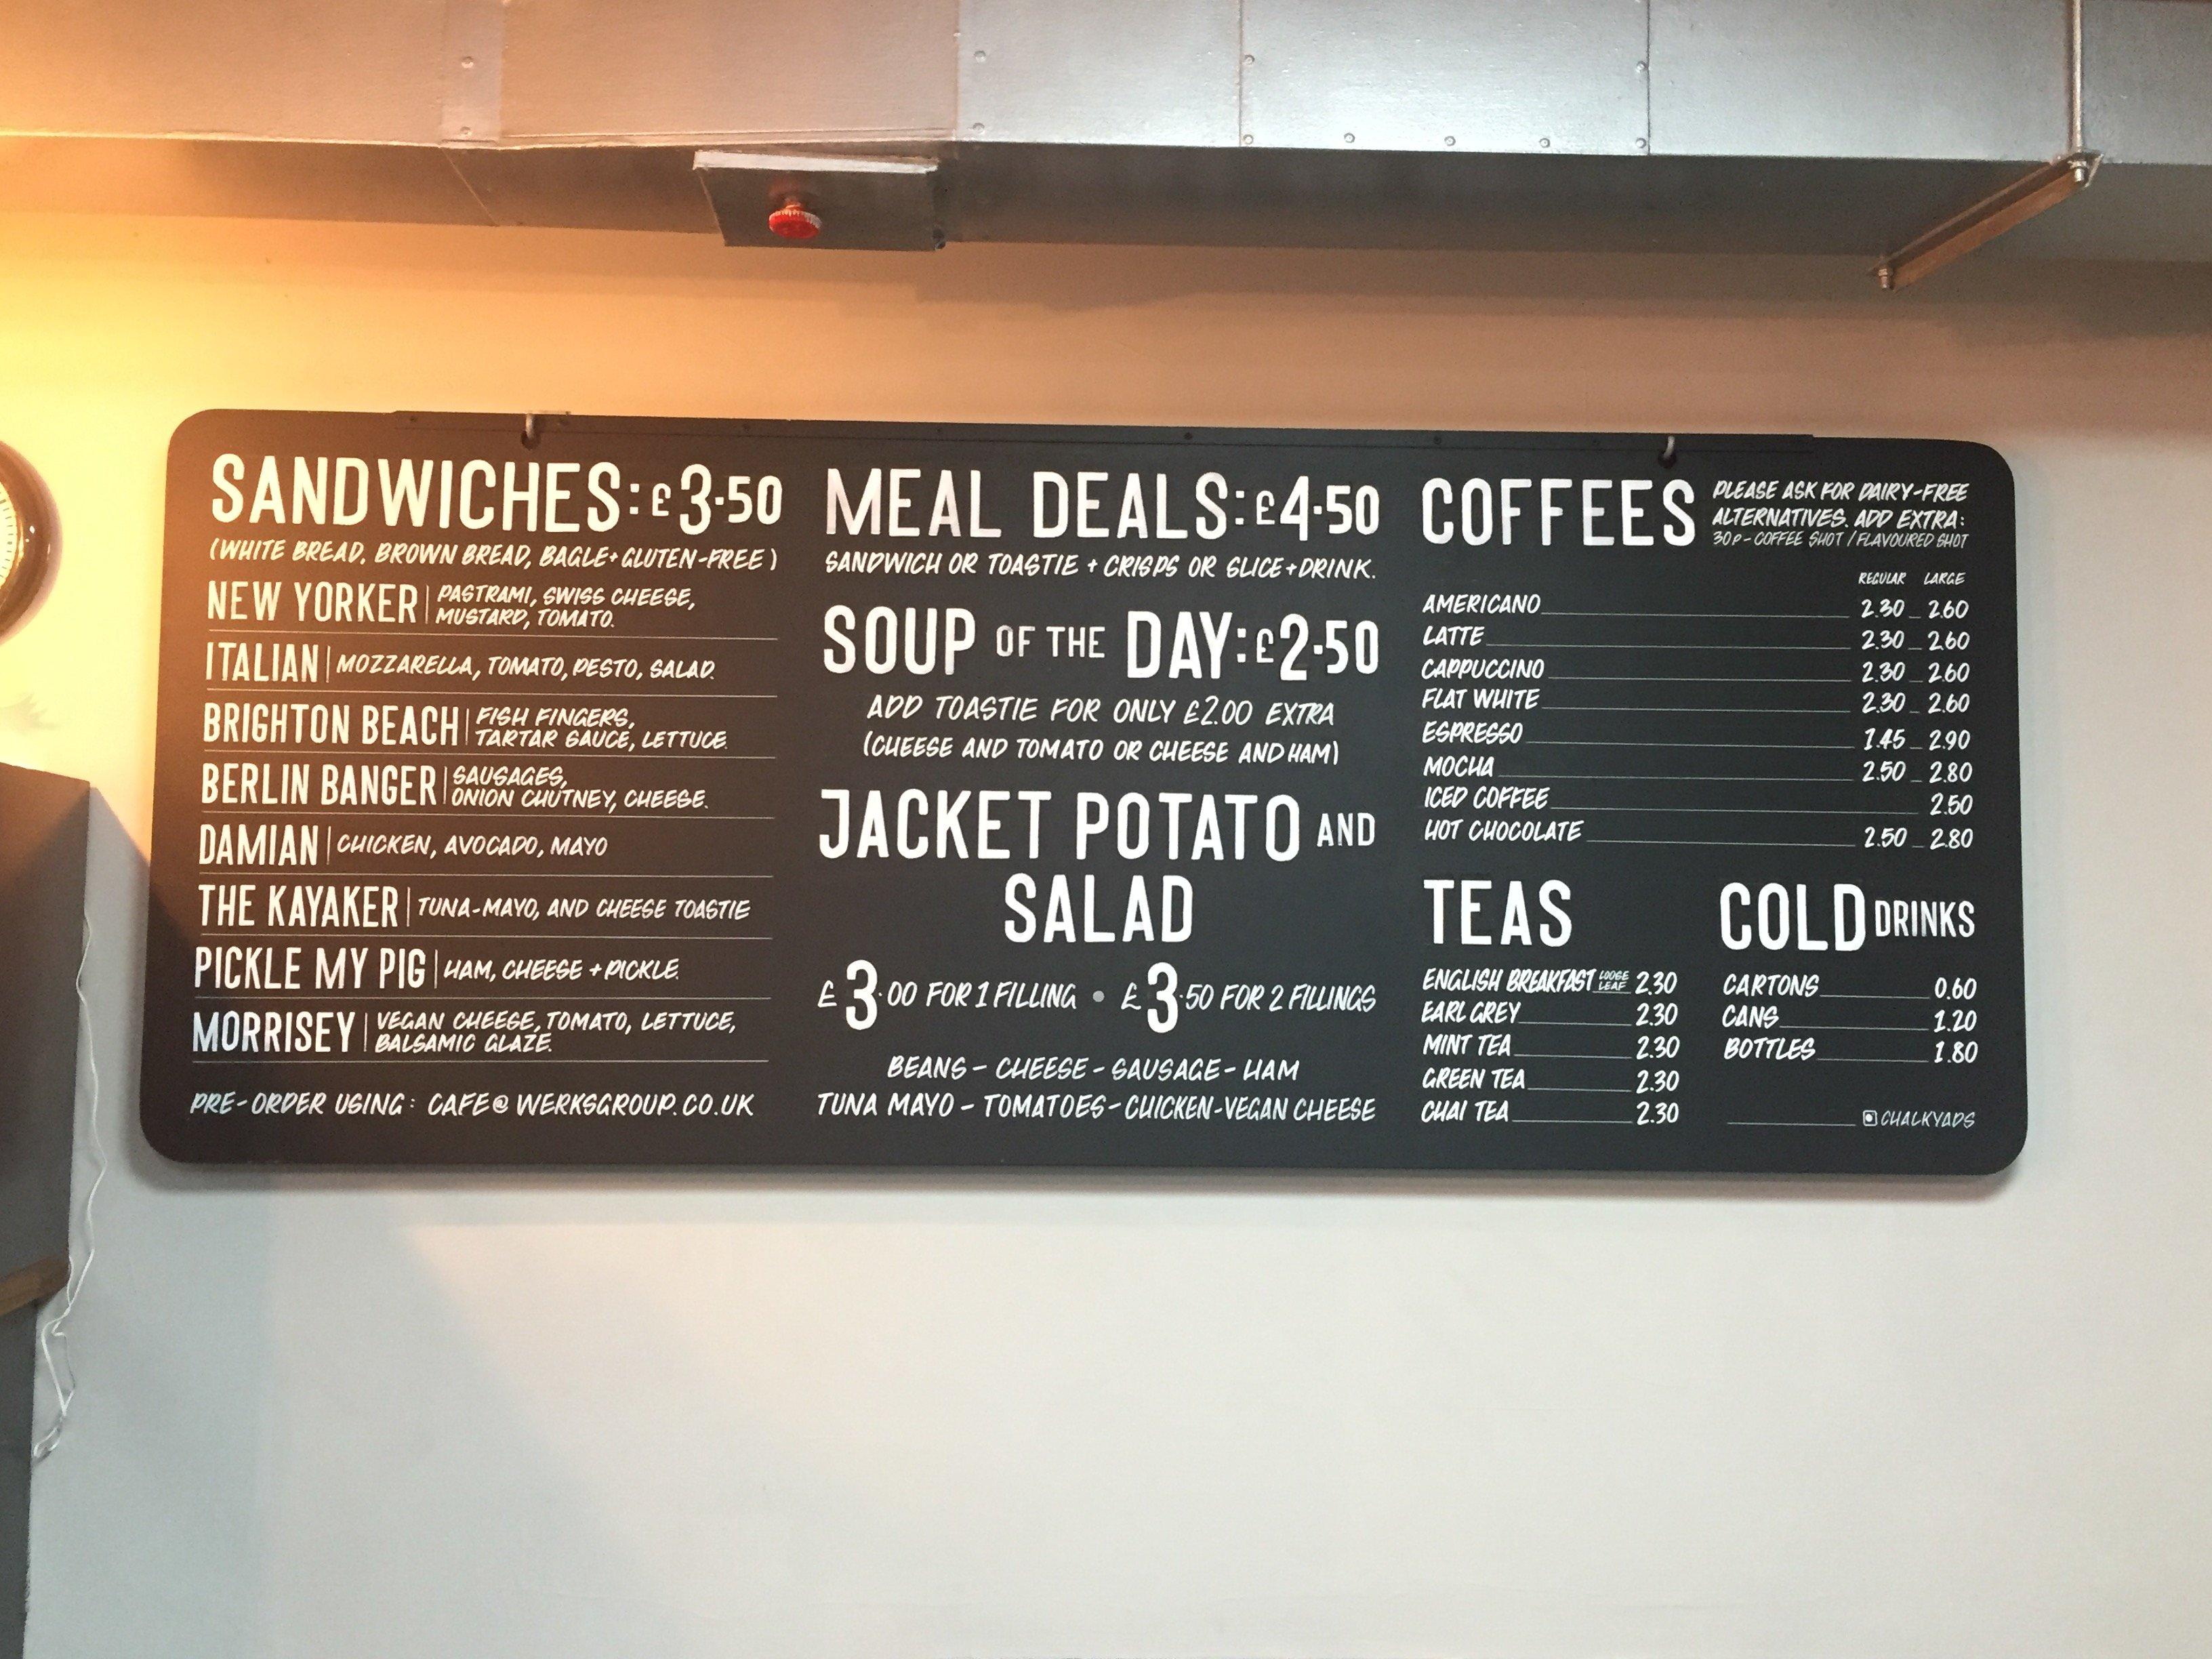 SANDWICHES: £3.50
(WHITE BREAD, BROWN BREAD, BAGLE + GLUTEN-FREE)
NEW YORKER | PASTRAMI, SWISS CHEESE,
MUSTARD, TOMATO.
ITALIAN | MOZZARELLA, TOMATO, PESTO, SALAD.
BRIGHTON BEACH | FISH FINGERS,
TARTAR SAUCE, LETTUCE.
BERLIN BANGER | SAUSAGES,
ONION CHUTNEY, CHEESE.
DAMIAN | CHICKEN, AVOCADO, MAYO
THE KAYAKER | TUNA-MAYO, AND CHEESE TOASTIE
PICKLE MY PIG | HAM, CHEESE + PICKLE.
MORRISEY | VEGAN CHEESE, TOMATO, LETTUCE,
BALSAMIC GLAZE.
PRE-ORDER USING: CAFE@WERKSGROUP.CO.UK
MEAL DEALS: £4.50
SANDWICH OR TOASTIE + CRISPS OR SLICE + DRINK.
SOUP OF THE DAY: £2.50
ADD TOASTIE FOR ONLY £2.00 EXTRA
(CHEESE AND TOMATO OR CHEESE AND HAM)
JACKET POTATO AND
SALAD
£3.00 FOR 1 FILLING • £3.50 FOR 2 FILLINGS
BEANS - CHEESE - SAUSAGE - HAM
TUNA MAYO - TOMATOES - CHICKEN - VEGAN CHEESE
COFFEES
PLEASE ASK FOR DAIRY-FREE
ALTERNATIVES. ADD EXTRA:
30P - COFFEE SHOT / FLAVOURED SHOT
REGULAR LARGE
AMERICANO 2.30 _ 2.60
LATTE 2.30 _ 2.60
CAPPUCCINO 2.30 _ 2.60
FLAT WHITE 2.30 _ 2.60
ESPRESSO 1.45 _ 2.90
MOCHA 2.50 _ 2.80
ICED COFFEE 2.50
HOT CHOCOLATE 2.50 _ 2.80
TEAS
ENGLISH BREAKFAST LOOSE LEAF 2.30
EARL GREY 2.30
MINT TEA 2.30
GREEN TEA 2.30
CHAI TEA 2.30
COLD DRINKS
CARTONS 0.60
CANS 1.20
BOTTLES 1.80
CHALKYADS